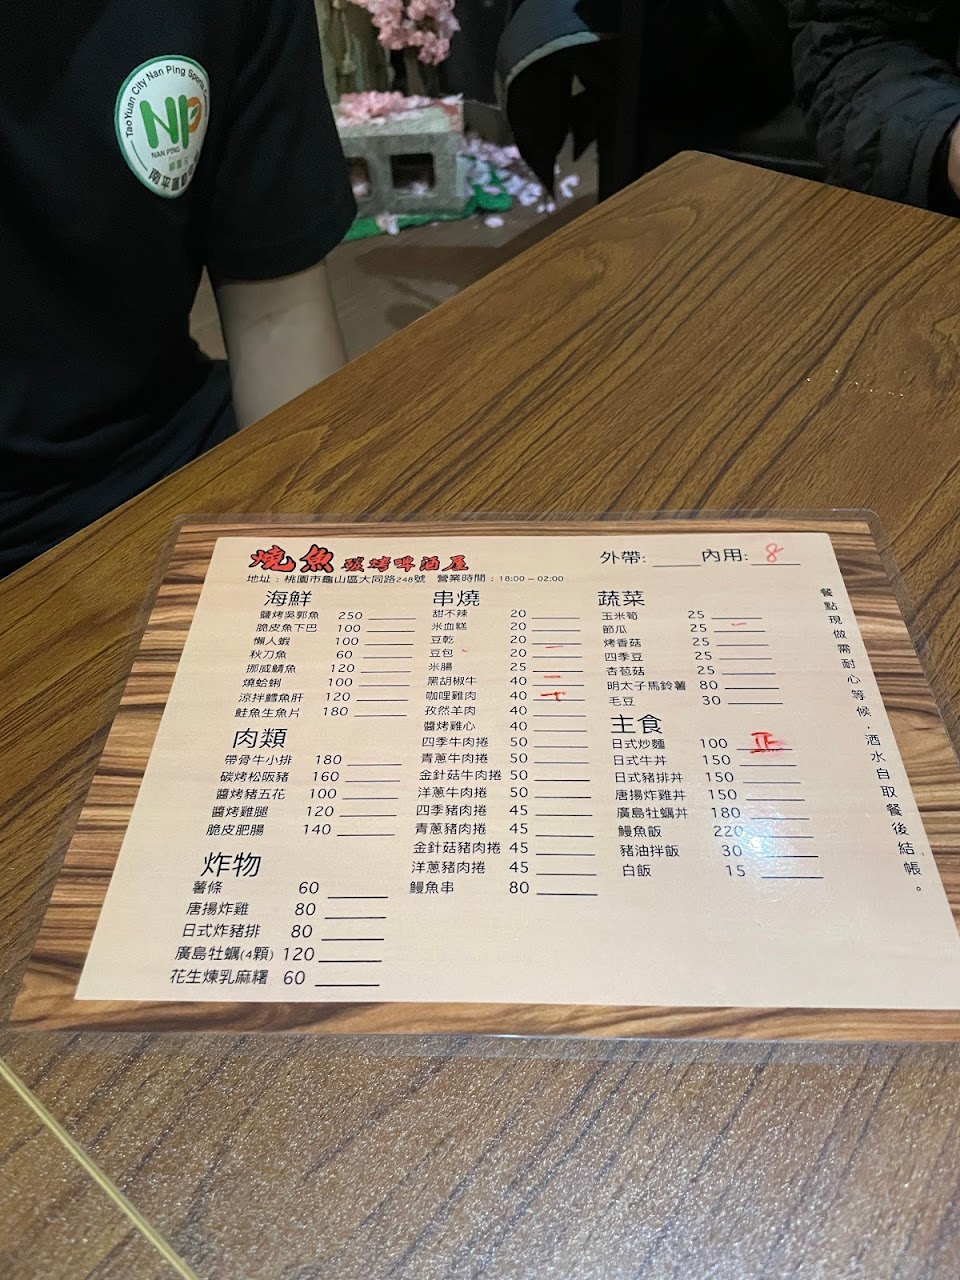 TaoYuan City Nan Ping Sports
NP
NAN PING
燒魚 碳烤啤酒屋
外帶:
內用: 8
地址：桃園市龜山區大同路248號 營業時間：18:00－02:00
海鮮
鹽烤吳郭魚 250
脆皮魚下巴 100
懶人蝦 100
秋刀魚 60
挪威鯖魚 120
燒蛤蜊 100
涼拌鱈魚肝 120
鮭魚生魚片 180
肉類
帶骨牛小排 180
碳烤松阪豬 160
醬烤豬五花 100
醬烤雞腿 120
脆皮肥腸 140
炸物
薯條 60
唐揚炸雞 80
日式炸豬排 80
廣島牡蠣(4顆) 120
花生煉乳麻糬 60
串燒
甜不辣 20
米血糕 20
豆乾 20
豆包 20 一
米腸 25
黑胡椒牛 40 一
咖哩雞肉 40 丅
孜然羊肉 40
醬烤雞心 40
四季牛肉捲 50
青蔥牛肉捲 50
金針菇牛肉捲 50
洋蔥牛肉捲 50
四季豬肉捲 45
青蔥豬肉捲 45
金針菇豬肉捲 45
洋蔥豬肉捲 45
鰻魚串 80
蔬菜
玉米筍 25
節瓜 25 一
烤香菇 25
四季豆 25
杏苞菇 25
明太子馬鈴薯 80
毛豆 30
主食
日式炒麵 100 正
日式牛丼 150
日式豬排丼 150
唐揚炸雞丼 150
廣島牡蠣丼 180
鰻魚飯 220
豬油拌飯 30
白飯 15
餐點現做需耐心等候，酒水自取餐後結帳。